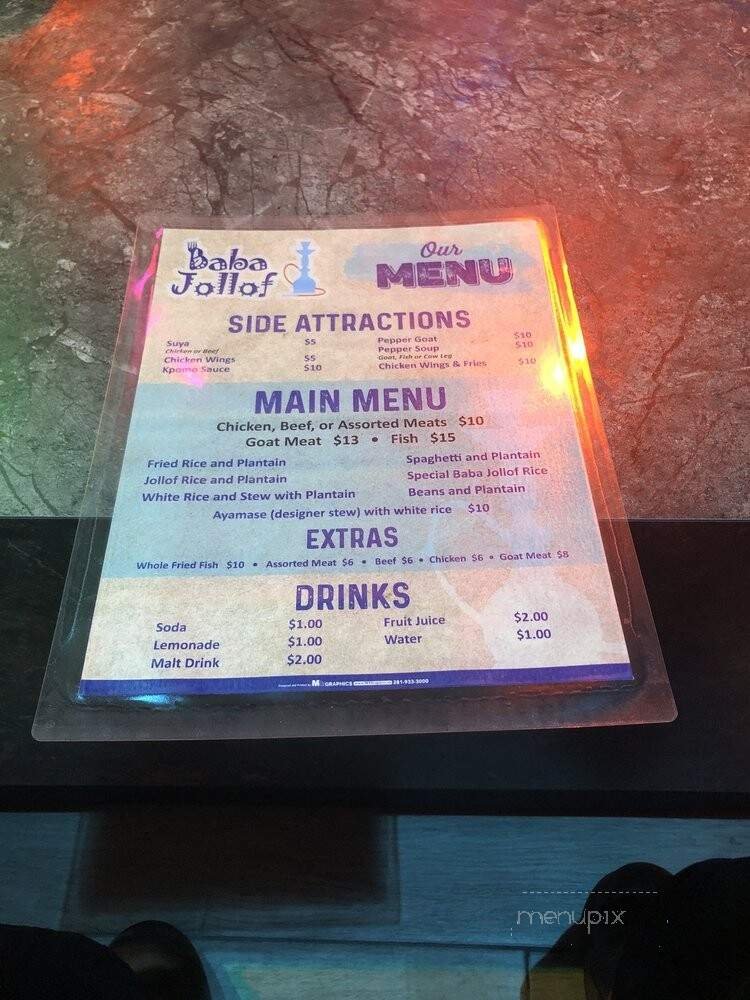 Baba
Jollof
Our
MENU
SIDE ATTRACTIONS
Suya $5
Chicken or Beef
Chicken Wings $5
Kpomo Sauce $10
Pepper Goat $10
Pepper Soup $10
Goat, Fish or Cow Leg
Chicken Wings & Fries $10
MAIN MENU
Chicken, Beef, or Assorted Meats $10
Goat Meat $13 • Fish $15
Fried Rice and Plantain
Jollof Rice and Plantain
White Rice and Stew with Plantain
Spaghetti and Plantain
Special Baba Jollof Rice
Beans and Plantain
Ayamase (designer stew) with white rice $10
EXTRAS
Whole Fried Fish $10 • Assorted Meat $6 • Beef $6 • Chicken $6 • Goat Meat $8
DRINKS
Soda $1.00
Lemonade $1.00
Malt Drink $2.00
Fruit Juice $2.00
Water $1.00
Designed and Printed by M GRAPHICS 281-933-3000
menupix